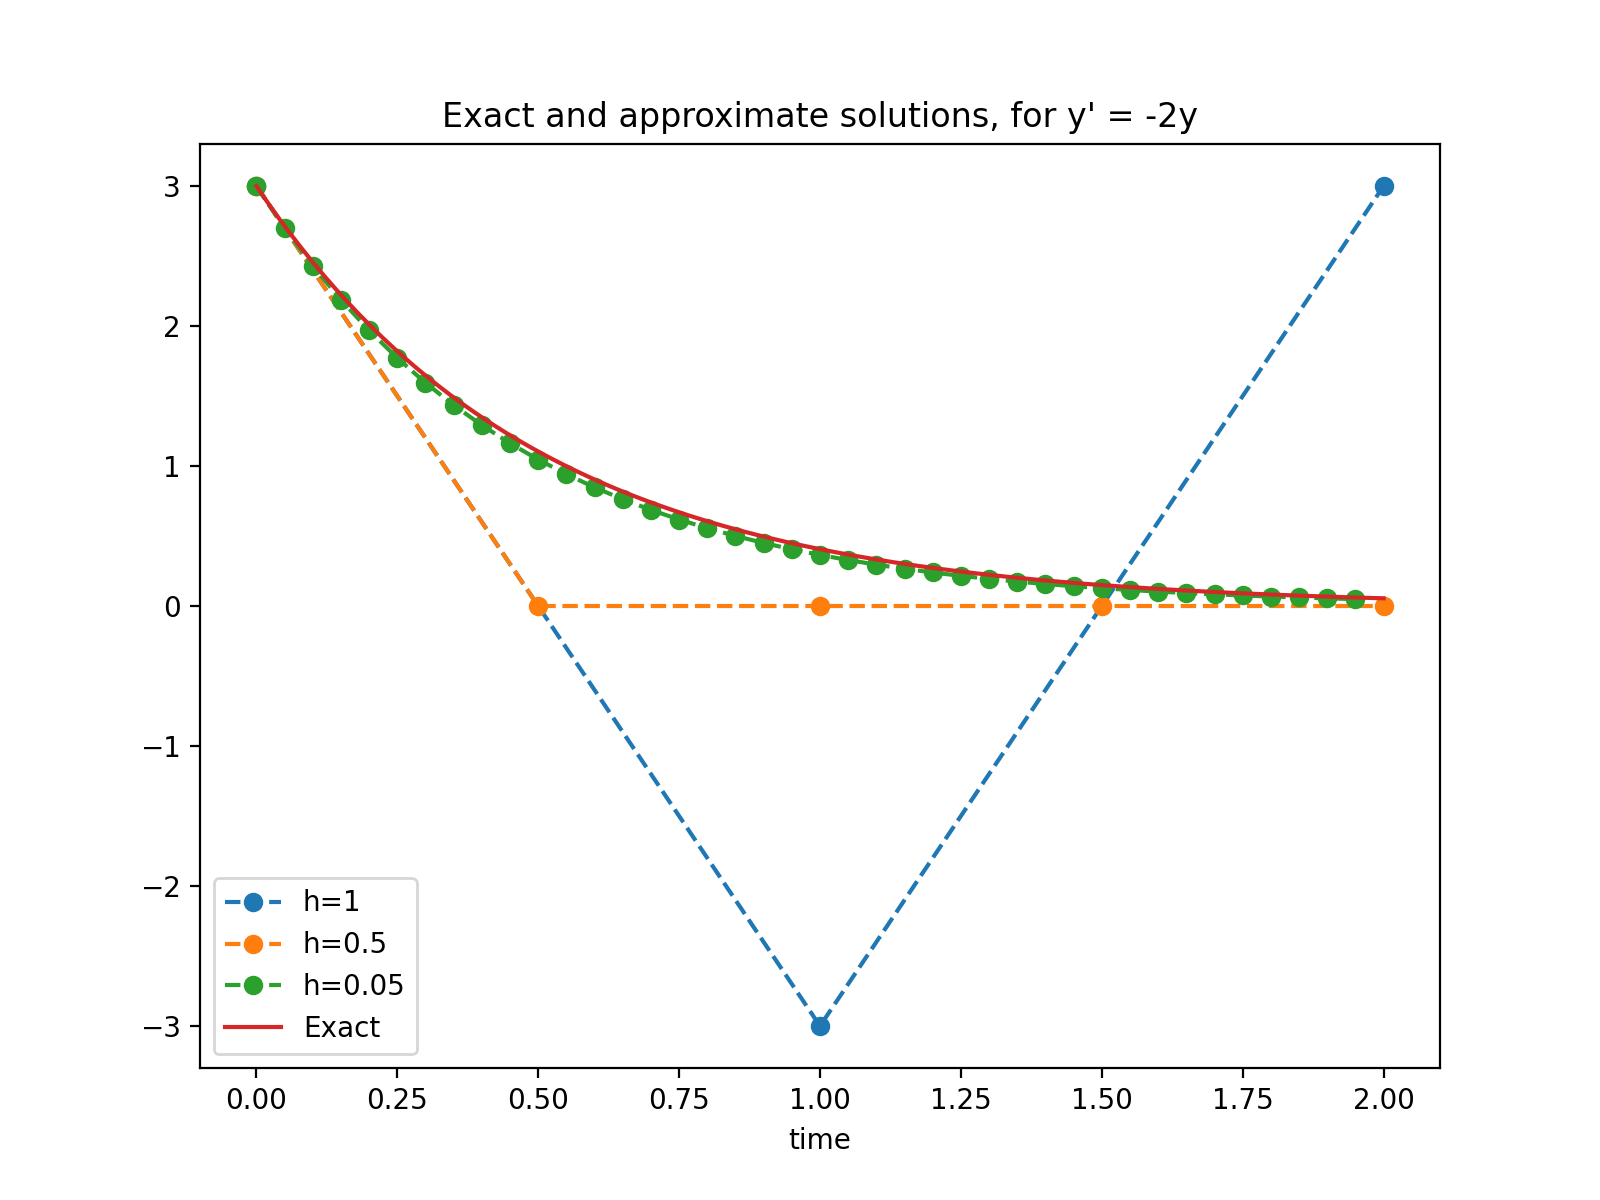 Exact and approximate solutions, for y' = -2y
3
2
1
0
−1
−2
−3
h=1
h=0.5
h=0.05
Exact
0.00 0.25 0.50 0.75 1.00 1.25 1.50 1.75 2.00
time